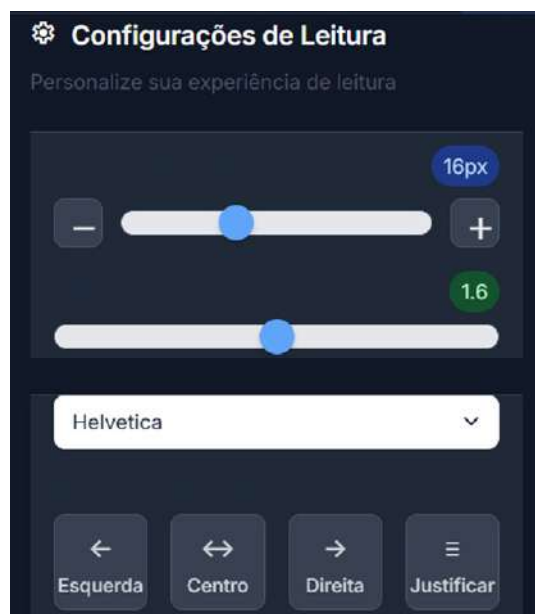 Configurações de Leitura
Personalize sua experiência de leitura
16px
1.6
Helvetica
Esquerda Centro Direita Justificar